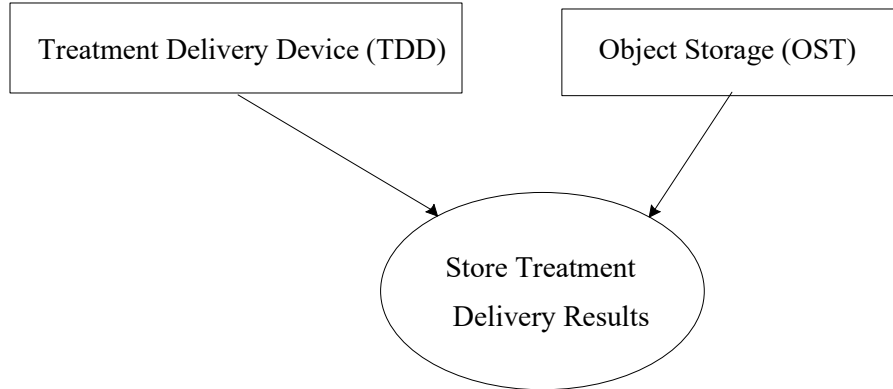 Treatment Delivery Device (TDD)
Object Storage (OST)
Store Treatment
Delivery Results